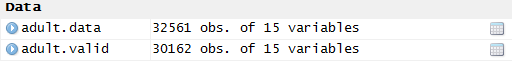 Data
adult.data 32561 obs. of 15 variables
adult.valid 30162 obs. of 15 variables